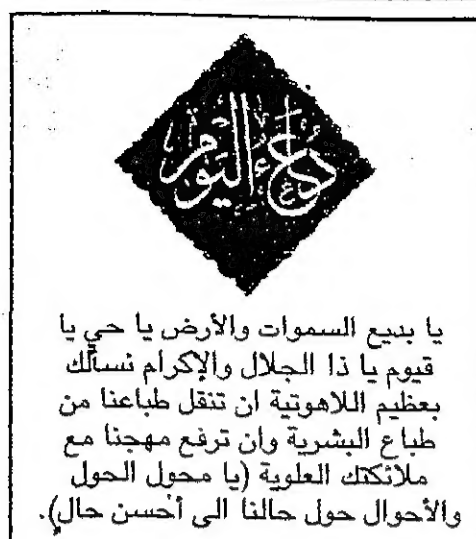 دعاء اليوم
يا بديع السموات والأرض يا حي يا
قيوم يا ذا الجلال والإكرام نسألك
بعظيم اللاهوتية ان تنقل طباعنا من
طباع البشرية وان ترفع مهجنا مع
ملائكتك العلوية (يا محول الحول
والأحوال حول حالنا الى أحسن حال).